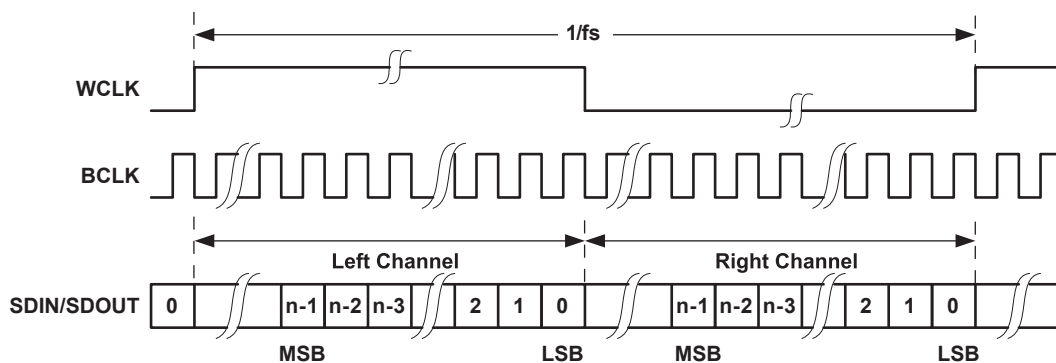 1/fs
WCLK
BCLK
Left Channel Right Channel
SDIN/SDOUT 0 n-1 n-2 n-3 2 1 0 n-1 n-2 n-3 2 1 0
MSB LSB MSB LSB